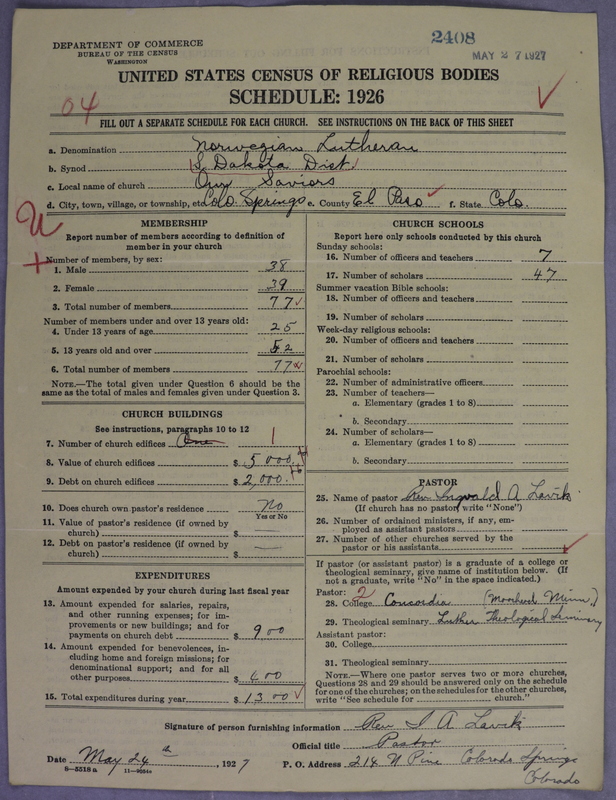 2408
MAY 27 1927
DEPARTMENT OF COMMERCE
BUREAU OF THE CENSUS
WASHINGTON
UNITED STATES CENSUS OF RELIGIOUS BODIES
SCHEDULE: 1926
04
FILL OUT A SEPARATE SCHEDULE FOR EACH CHURCH. SEE INSTRUCTIONS ON THE BACK OF THIS SHEET
a. Denomination Norwegian Lutheran
b. Synod S. Dakota Dist.
c. Local name of church Our Saviors
d. City, town, village, or township, etc. Colo. Springs e. County El Paso f. State Colo.
U
MEMBERSHIP
Report number of members according to definition of
member in your church
Number of members, by sex:
1. Male 38
2. Female 39
3. Total number of members 77
Number of members under and over 13 years old:
4. Under 13 years of age 25
5. 13 years old and over 52
6. Total number of members 77
NOTE.—The total given under Question 6 should be the
same as the total of males and females given under Question 3.
CHURCH BUILDINGS
See instructions, paragraphs 10 to 12
7. Number of church edifices One 1
8. Value of church edifices $ 5000.
9. Debt on church edifices $ 2,000.
10. Does church own pastor's residence No
Yes or No
11. Value of pastor's residence (if owned by
church) $ —
12. Debt on pastor's residence (if owned by
church) $ —
EXPENDITURES
Amount expended by your church during last fiscal year
13. Amount expended for salaries, repairs,
and other running expenses; for im-
provements or new buildings; and for
payments on church debt $ 900
14. Amount expended for benevolences, in-
cluding home and foreign missions; for
denominational support; and for all
other purposes $ 400
15. Total expenditures during year $ 1300
CHURCH SCHOOLS
Report here only schools conducted by this church
Sunday schools:
16. Number of officers and teachers 7
17. Number of scholars 47
Summer vacation Bible schools:
18. Number of officers and teachers
19. Number of scholars
Week-day religious schools:
20. Number of officers and teachers
21. Number of scholars
Parochial schools:
22. Number of administrative officers
23. Number of teachers—
a. Elementary (grades 1 to 8)
b. Secondary
24. Number of scholars—
a. Elementary (grades 1 to 8)
b. Secondary
PASTOR
25. Name of pastor Rev. Ingvald A Lavik
(If church has no pastor, write "None")
26. Number of ordained ministers, if any, em-
ployed as assistant pastors
27. Number of other churches served by the
pastor or his assistants
If pastor (or assistant pastor) is a graduate of a college or
theological seminary, give name of institution below. (If
not a graduate, write "No" in the space indicated.)
Pastor: 2
28. College Concordia (Moorhead Minn.)
29. Theological seminary Luther Theological Seminary
Assistant pastor:
30. College
31. Theological seminary
NOTE.—Where one pastor serves two or more churches,
Questions 28 and 29 should be answered only on the schedule
for one of the churches; on the schedules for the other churches,
write "See schedule for church."
Signature of person furnishing information Rev. I A Lavik
Official title Pastor
Date May 24th, 1927 P. O. Address 214 N Pine Colorado Springs
Colorado
8—5518a